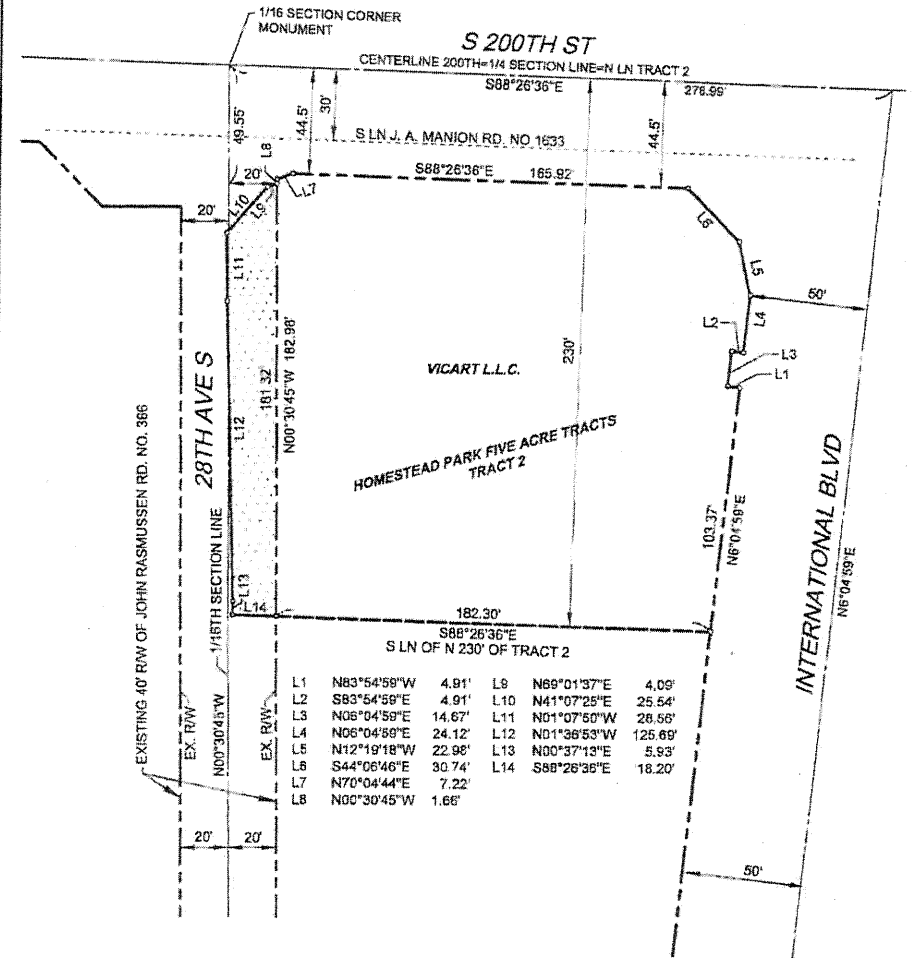 1/16 SECTION CORNER
MONUMENT
S 200TH ST
CENTERLINE 200TH=1/4 SECTION LINE=N LN TRACT 2
S88°26'36"E
278.99'
49.55'
44.5'
30'
44.5'
S LN J. A. MANION RD. NO 1633
L8
20'
L7
S88°26'36"E 165.92'
20'
L10
L9
L6
L11
L5
50'
L4
L2
L3
L1
28TH AVE S
181.32'
N00°30'45"W 182.98'
VICART L.L.C.
230'
L12
HOMESTEAD PARK FIVE ACRE TRACTS
TRACT 2
EXISTING 40' R/W OF JOHN RASMUSSEN RD. NO. 366
1/16TH SECTION LINE
103.37'
N6°04'59"E
INTERNATIONAL BLVD
N6°04'59"E
L13
L14
182.30'
S88°26'36"E
S LN OF N 230' OF TRACT 2
EX. R/W
N00°30'45"W
EX. R/W
L1 N83°54'59"W 4.91' L9 N69°01'37"E 4.09'
L2 S83°54'59"E 4.91' L10 N41°07'25"E 25.54'
L3 N06°04'59"E 14.67' L11 N01°07'50"W 28.56'
L4 N06°04'59"E 24.12' L12 N01°36'53"W 125.69'
L5 N12°19'18"W 22.98' L13 N00°37'13"E 5.93'
L6 S44°06'46"E 30.74' L14 S88°26'36"E 18.20'
L7 N70°04'44"E 7.22'
L8 N00°30'45"W 1.66'
20'
20'
50'